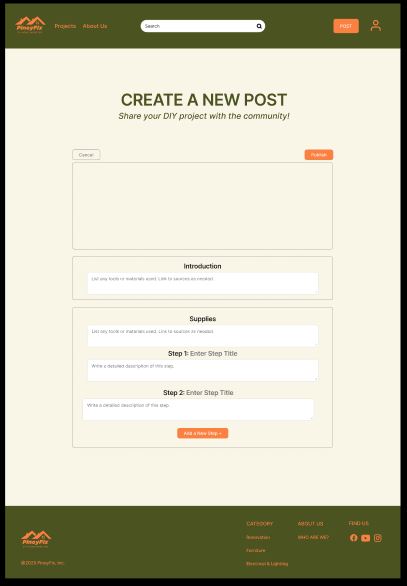 PinoyFix
Projects
About Us
Search
POST
CREATE A NEW POST
Share your DIY project with the community!
Cancel
Publish
Introduction
List any tools or materials used. Link to sources as needed.
Supplies
List any tools or materials used. Link to sources as needed.
Step 1: Enter Step Title
Write a detailed description of this step.
Step 2: Enter Step Title
Write a detailed description of this step.
Add a New Step +
PinoyFix
©2025 PinoyFix, Inc.
CATEGORY
Renovation
Furniture
Electrical & Lighting
ABOUT US
WHO ARE WE?
FIND US